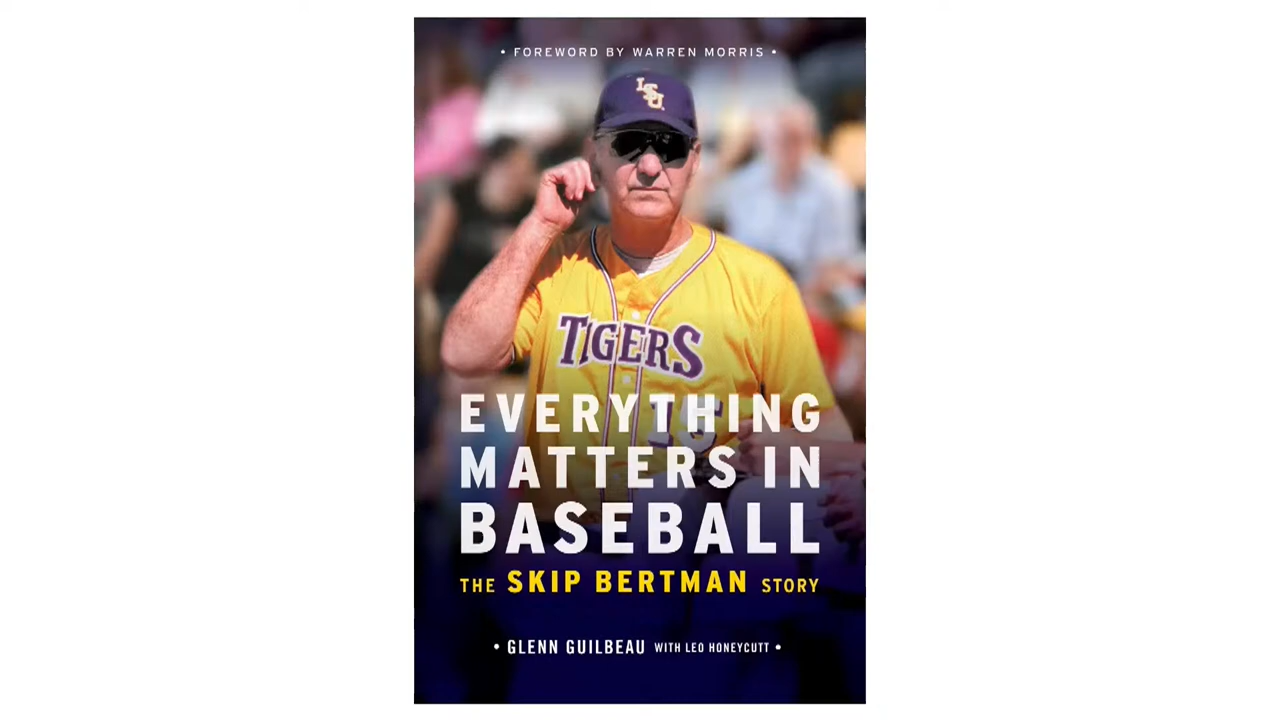 • FOREWORD BY WARREN MORRIS •
LSU
TIGERS
15
EVERYTHING
MATTERS IN
BASEBALL
THE SKIP BERTMAN STORY
• GLENN GUILBEAU WITH LEO HONEYCUTT •